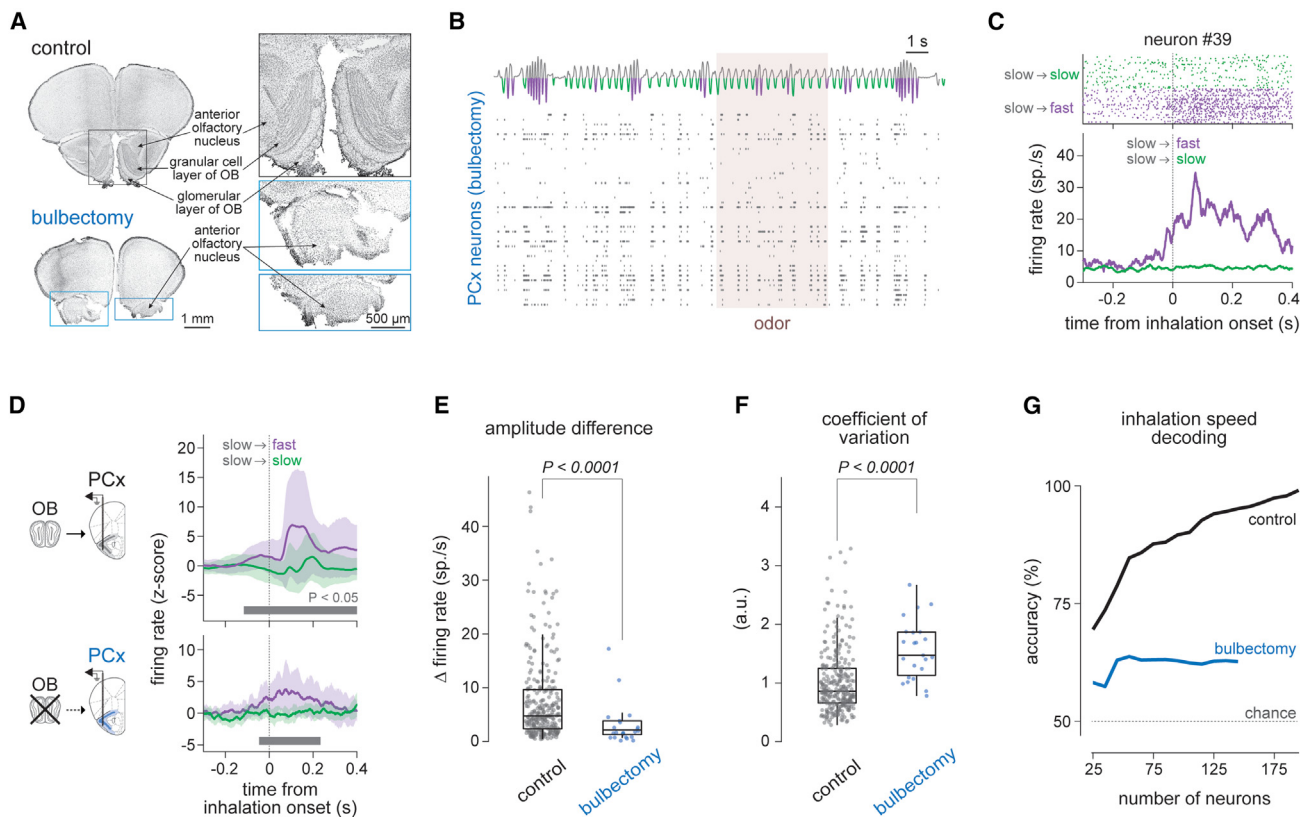 A
control
anterior
olfactory
nucleus
granular cell
layer of OB
glomerular
layer of OB
bulbectomy
anterior
olfactory
nucleus
1 mm
500 µm
B
1 s
PCx neurons (bulbectomy)
odor
C
neuron #39
slow → slow
slow → fast
slow → fast
slow → slow
firing rate (sp./s)
40
30
20
10
0
0
0.2
0.4
time from inhalation onset (s)
D
OB
PCx
OB
PCx
firing rate (z-score)
slow → fast
slow → slow
20
15
10
5
0
-5
P < 0.05
10
5
0
-5
-0.2
0
0.2
0.4
time from
inhalation onset (s)
E
amplitude difference
P < 0.0001
Δ firing rate (sp./s)
40
30
20
10
0
control
bulbectomy
F
coefficient of
variation
P < 0.0001
(a.u.)
4
3
2
1
0
control
bulbectomy
G
inhalation speed
decoding
accuracy (%)
100
75
50
control
bulbectomy
chance
25
75
125
175
number of neurons